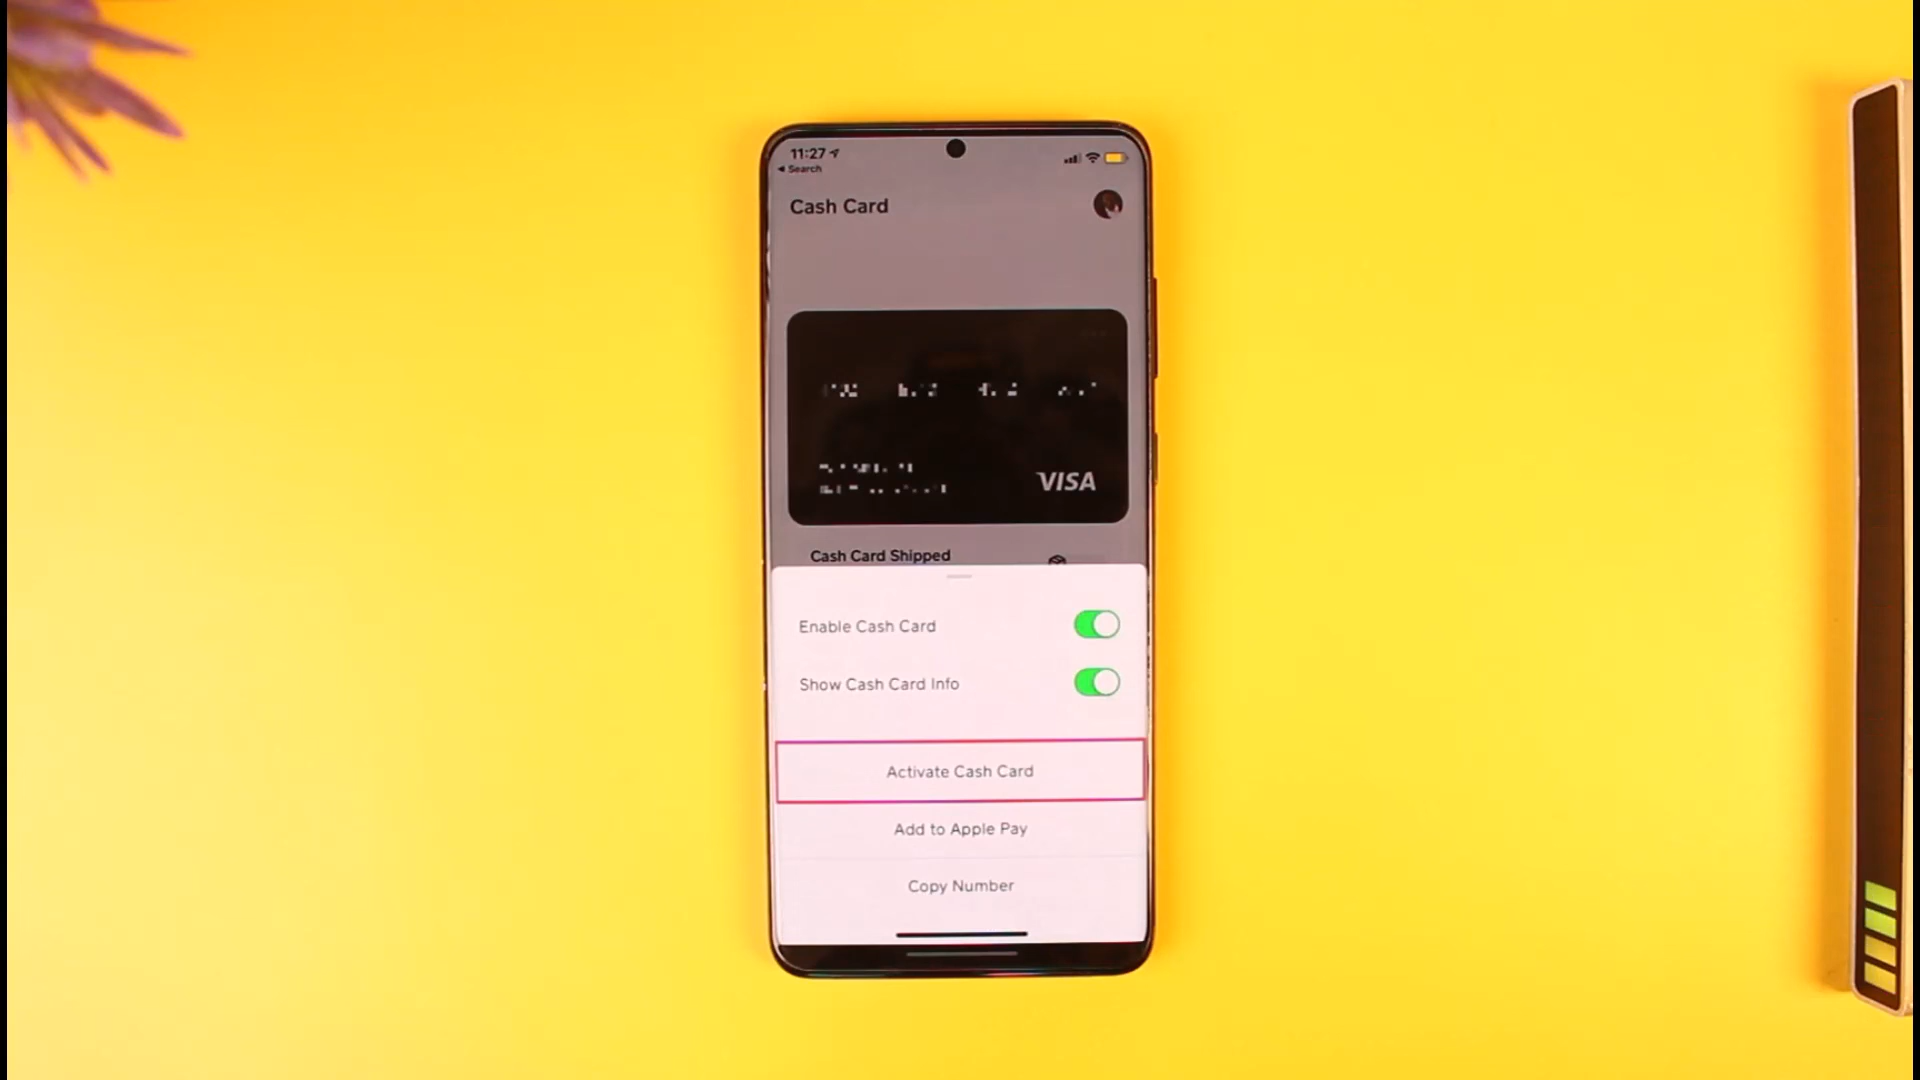 11:27
Search
Cash Card
VISA
Cash Card Shipped
Enable Cash Card
Show Cash Card Info
Activate Cash Card
Add to Apple Pay
Copy Number